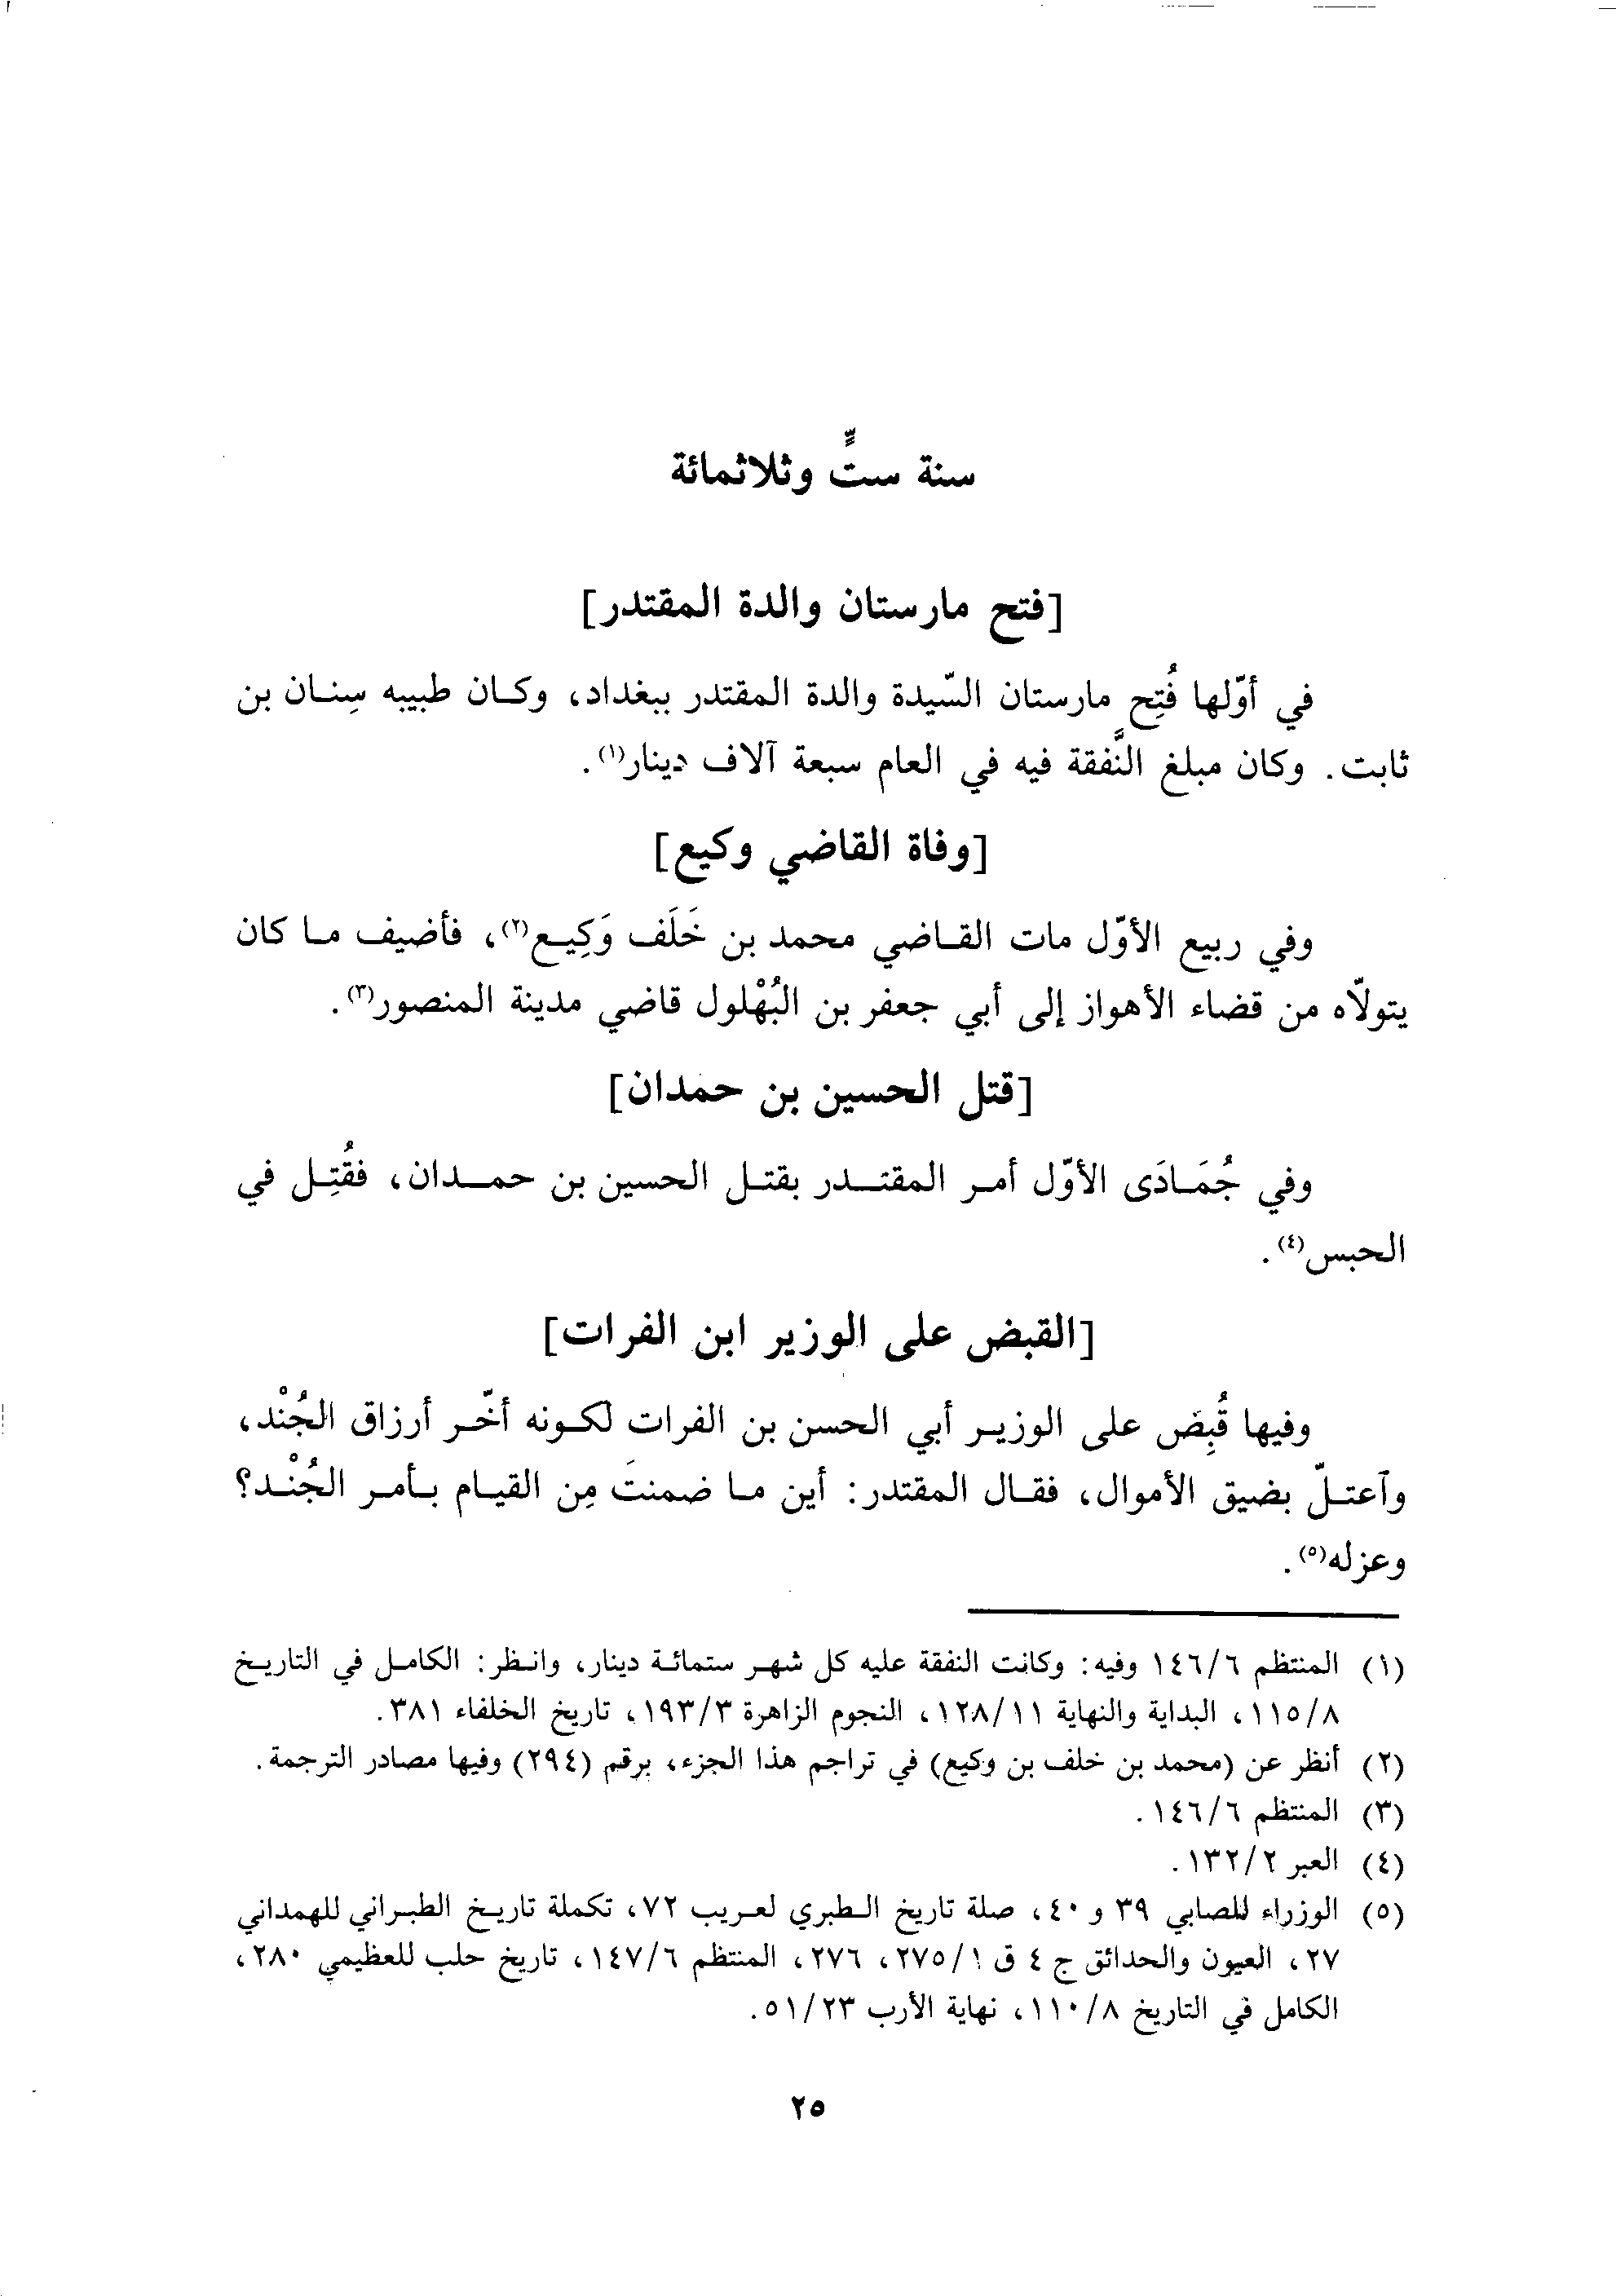 سنة ستٍّ وثلاثمائة
[فتح مارستان والدة المقتدر]
في أوّلها فُتِح مارستان السّيدة والدة المقتدر ببغداد، وكان طبيبه سِنان بن
ثابت. وكان مبلغ النَّفقة فيه في العام سبعة آلاف دينار(١).
[وفاة القاضي وكيع]
وفي ربيع الأوّل مات القاضي محمد بن خَلَف وَكِيع(٢)، فأضيف ما كان
يتولاّه من قضاء الأهواز إلى أبي جعفر بن البُهْلول قاضي مدينة المنصور(٣).
[قتل الحسين بن حمدان]
وفي جُمَادَى الأوّل أمر المقتدر بقتل الحسين بن حمدان، فقُتِل في
الحبس(٤).
[القبض على الوزير ابن الفرات]
وفيها قُبِض على الوزير أبي الحسن بن الفرات لكونه أخّر أرزاق الجُنْد،
وآعتلّ بضيق الأموال، فقال المقتدر: أين ما ضمنتَ مِن القيام بأمر الجُنْد؟
وعزله(٥).
(١) المنتظم ١٤٦/٦ وفيه: وكانت النفقة عليه كل شهر ستمائة دينار، وانظر: الكامل في التاريخ
١١٥/٨، البداية والنهاية ١٢٨/١١، النجوم الزاهرة ١٩٣/٣، تاريخ الخلفاء ٣٨١.
(٢) أنظر عن (محمد بن خلف بن وكيع) في تراجم هذا الجزء، برقم (٢٩٤) وفيها مصادر الترجمة.
(٣) المنتظم ١٤٦/٦.
(٤) العبر ١٣٢/٢.
(٥) الوزراء للصابي ٣٩ و ٤٠، صلة تاريخ الطبري لعريب ٧٢، تكملة تاريخ الطبراني للهمداني
٢٧، العيون والحدائق ج ٤ ق ٢٧٥/١، ٢٧٦، المنتظم ١٤٧/٦، تاريخ حلب للعظيمي ٢٨٠،
الكامل في التاريخ ١١٠/٨، نهاية الأرب ٥١/٢٣.
٢٥